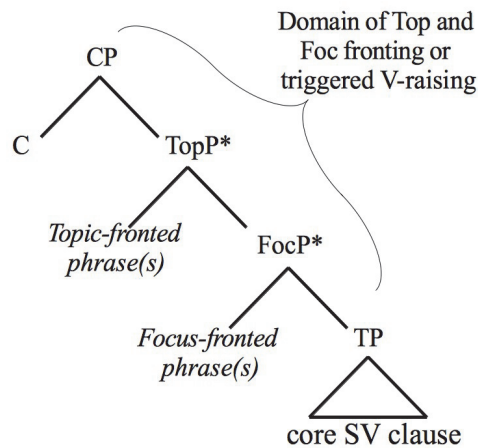 Domain of Top and
Foc fronting or
triggered V-raising
CP
C
TopP*
Topic-fronted
phrase(s)
FocP*
Focus-fronted
phrase(s)
TP
core SV clause